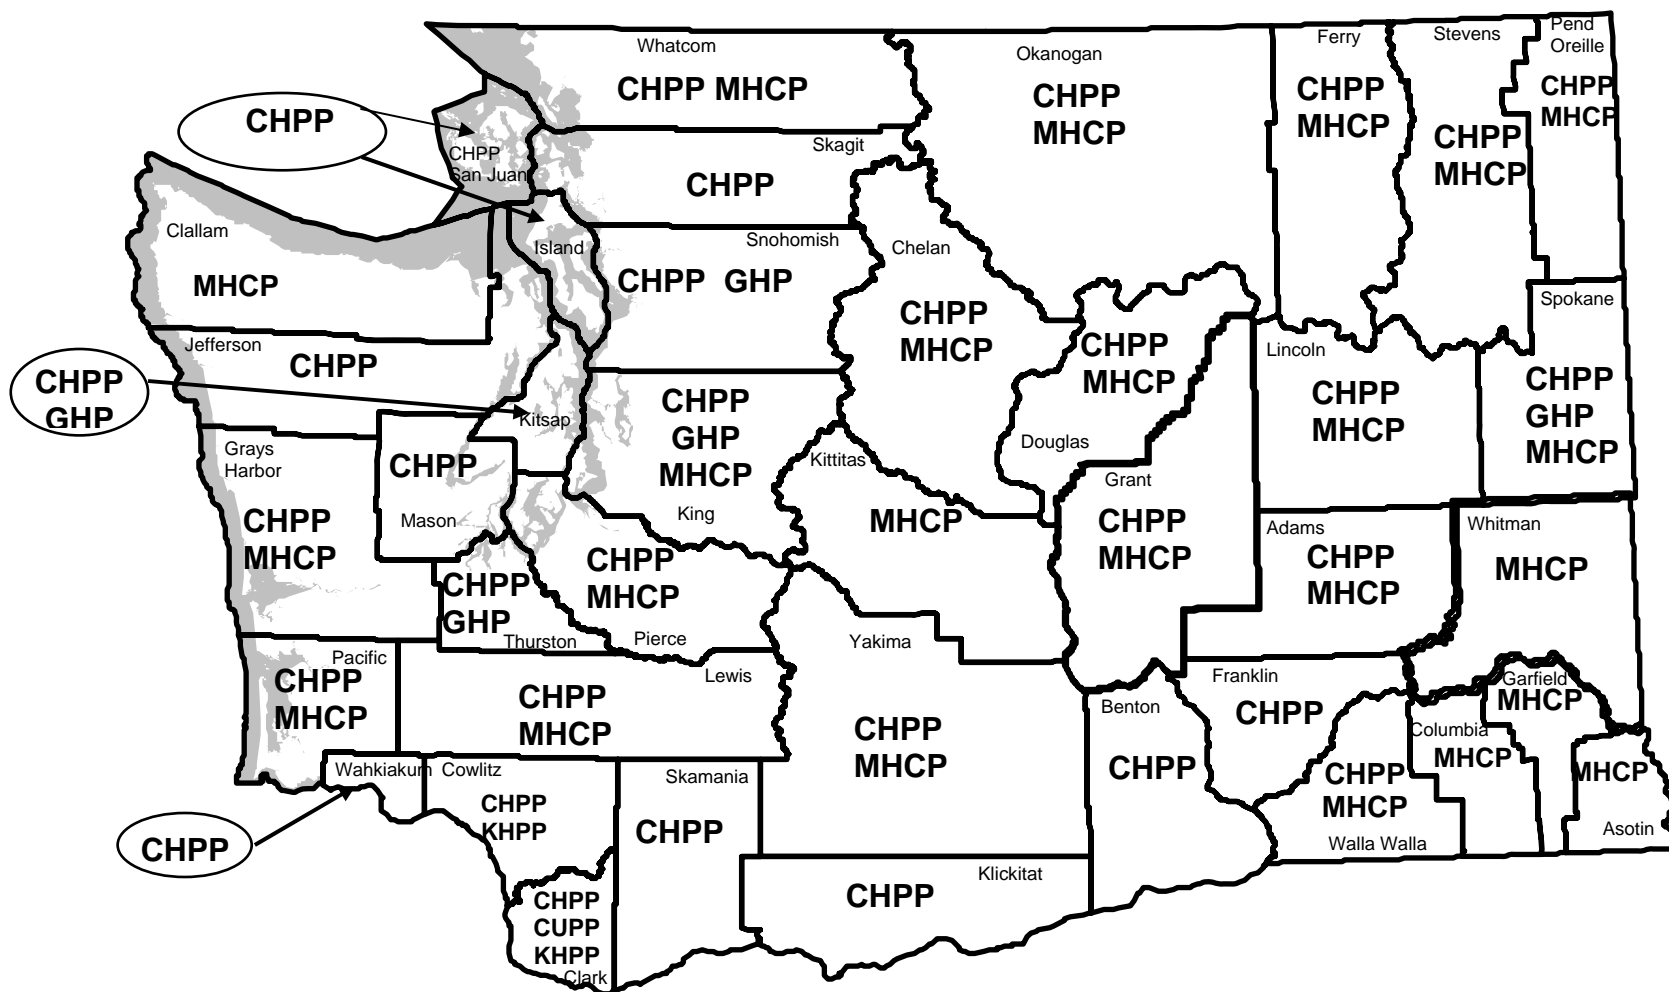 Whatcom
CHPP MHCP
Okanogan
CHPP
MHCP
Ferry
CHPP
MHCP
Stevens
CHPP
MHCP
Pend
Oreille
CHPP
MHCP
CHPP
CHPP
San Juan
Skagit
CHPP
Clallam
MHCP
Island
Snohomish
CHPP GHP
Chelan
CHPP
MHCP
CHPP
MHCP
Douglas
Lincoln
CHPP
MHCP
Spokane
CHPP
GHP
MHCP
Jefferson
CHPP
CHPP
GHP
Kitsap
CHPP
GHP
MHCP
King
Kittitas
MHCP
Grant
CHPP
MHCP
Grays
Harbor
CHPP
MHCP
CHPP
Mason
Adams
CHPP
MHCP
Whitman
MHCP
CHPP
GHP
Thurston
CHPP
MHCP
Pierce
Yakima
CHPP
MHCP
Pacific
CHPP
MHCP
Lewis
CHPP
MHCP
Franklin
CHPP
Garfield
MHCP
Benton
CHPP
Columbia
MHCP
MHCP
Asotin
CHPP
MHCP
Walla Walla
Wahkiakum
CHPP
Cowlitz
CHPP
KHPP
Skamania
CHPP
Klickitat
CHPP
CHPP
CUPP
KHPP
Clark